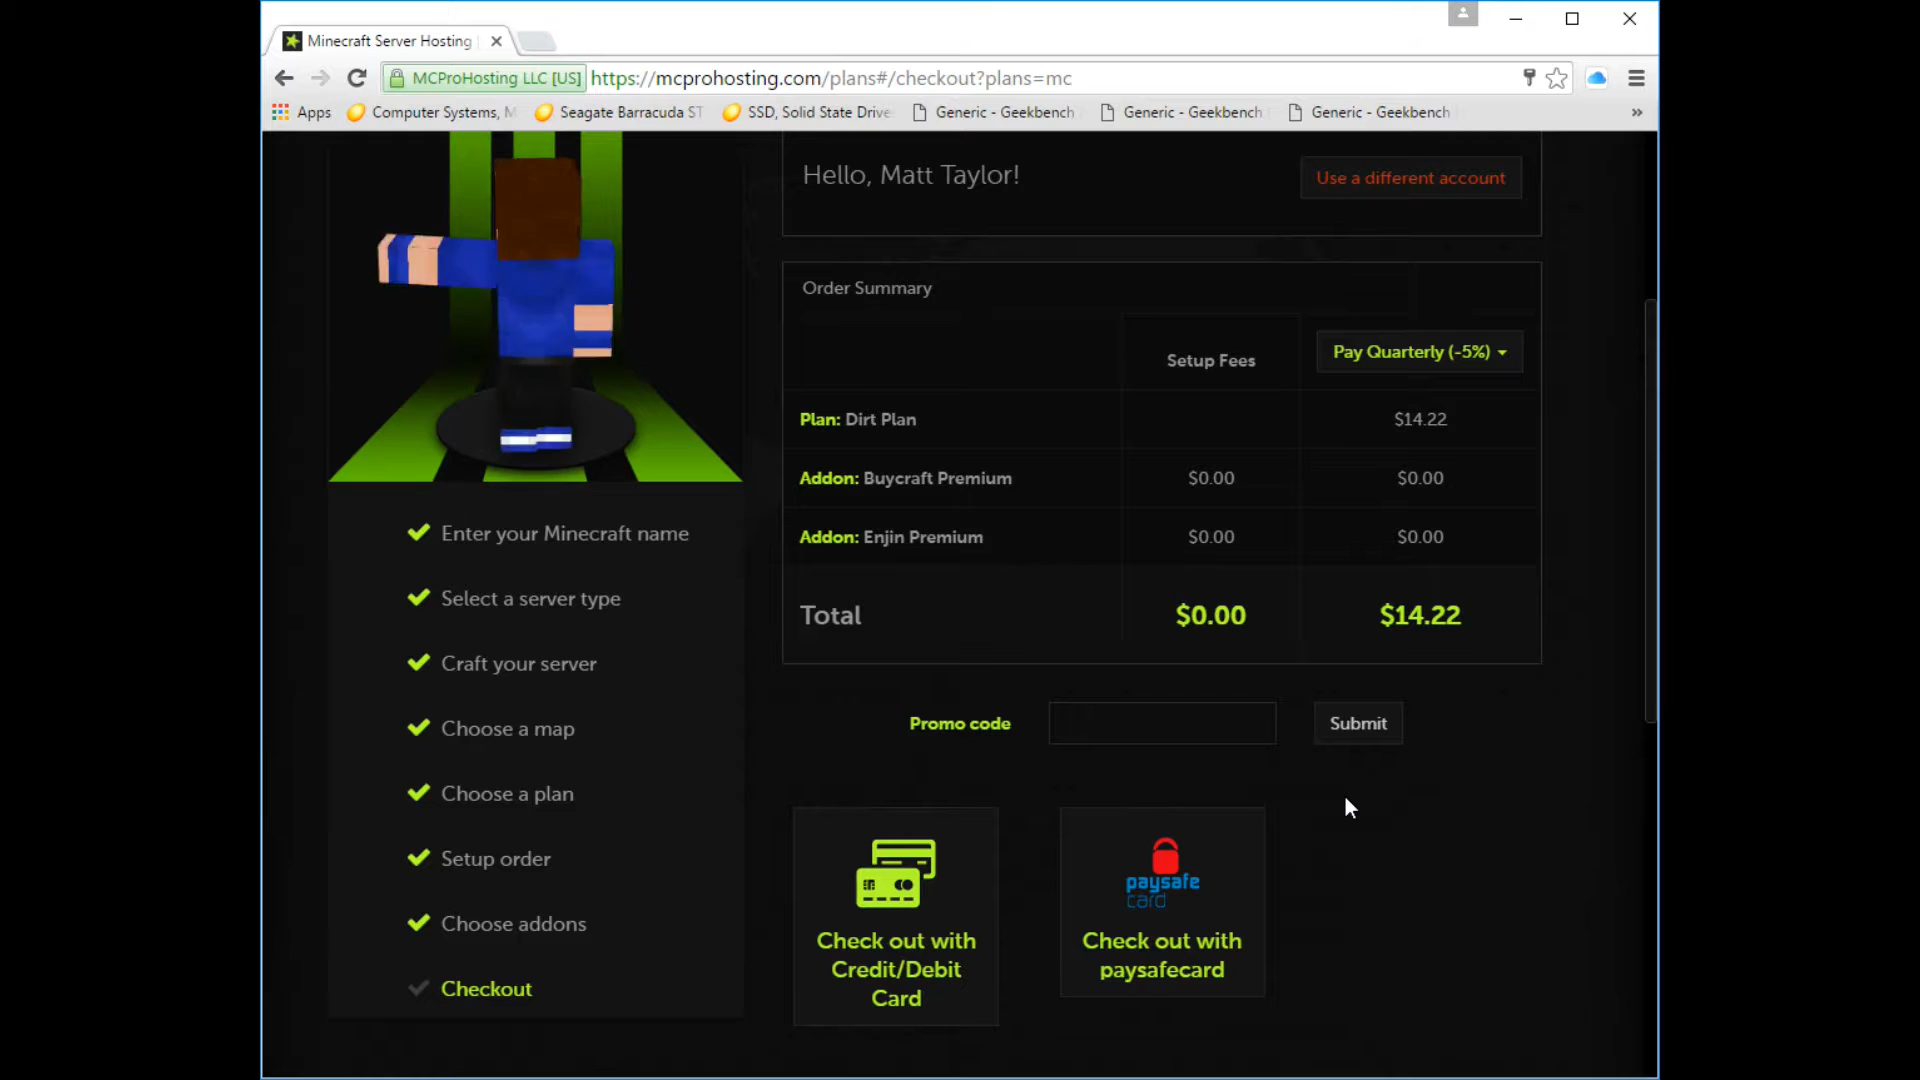 Minecraft Server Hosting
MCProHosting LLC [US] https://mcprohosting.com/plans#/checkout?plans=mc
Apps Computer Systems, M Seagate Barracuda ST SSD, Solid State Drive Generic - Geekbench Generic - Geekbench Generic - Geekbench »
Hello, Matt Taylor!
Use a different account
Order Summary
Setup Fees Pay Quarterly (-5%)
Plan: Dirt Plan $14.22
Addon: Buycraft Premium $0.00 $0.00
Addon: Enjin Premium $0.00 $0.00
Total $0.00 $14.22
Promo code Submit
Enter your Minecraft name
Select a server type
Craft your server
Choose a map
Choose a plan
Setup order
Choose addons
Checkout
Check out with
Credit/Debit
Card
paysafe
card
Check out with
paysafecard